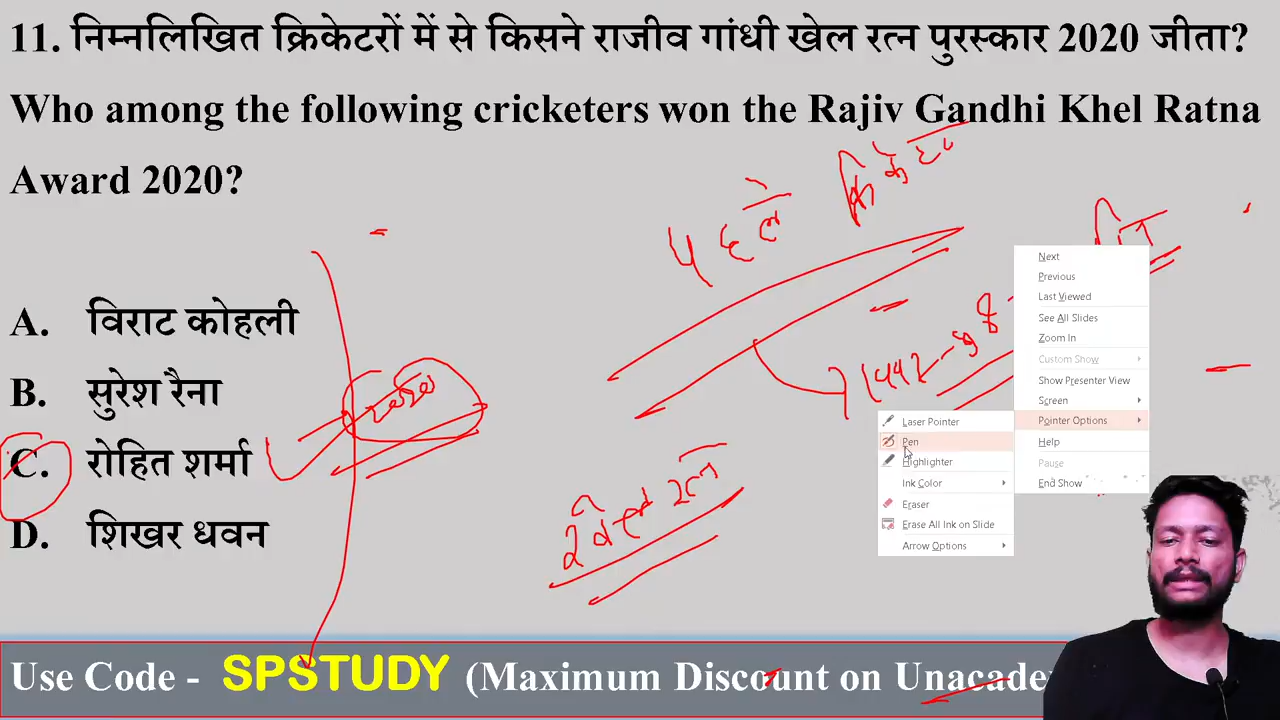 11. निम्नलिखित क्रिकेटरों में से किसने राजीव गांधी खेल रत्न पुरस्कार 2020 जीता?
Who among the following cricketers won the Rajiv Gandhi Khel Ratna
Award 2020?
पहले
A. विराट कोहली
B. सुरेश रैना
C. रोहित शर्मा
D. शिखर धवन
2020
Next
Previous
Last Viewed
See All Slides
Zoom In
Custom Show
Show Presenter View
Screen
Pointer Options
Help
Pause
End Show
Laser Pointer
Pen
Highlighter
Ink Color
Eraser
Erase All Ink on Slide
Arrow Options
Use Code - SPSTUDY (Maximum Discount on Unacade